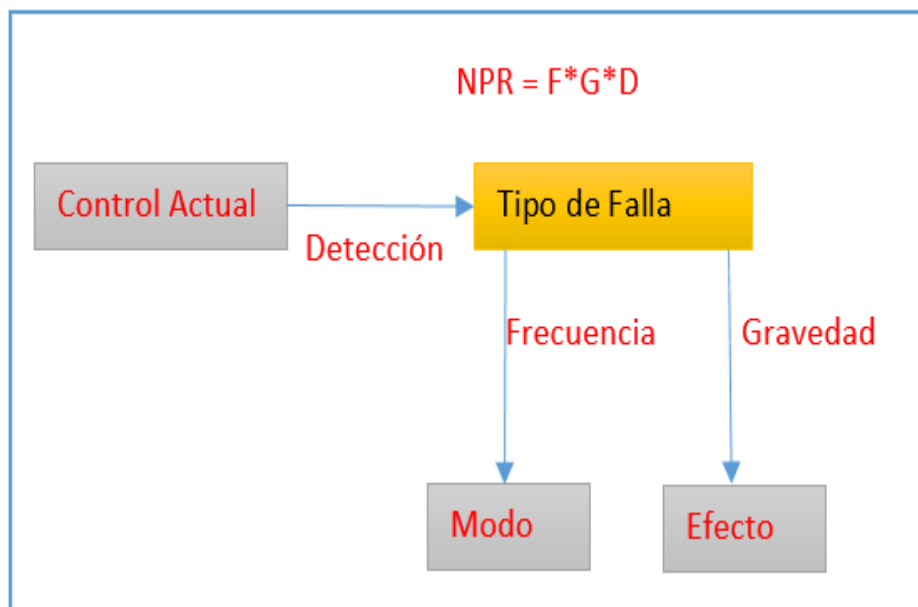 NPR = F*G*D
Control Actual
Tipo de Falla
Detección
Frecuencia
Gravedad
Modo
Efecto